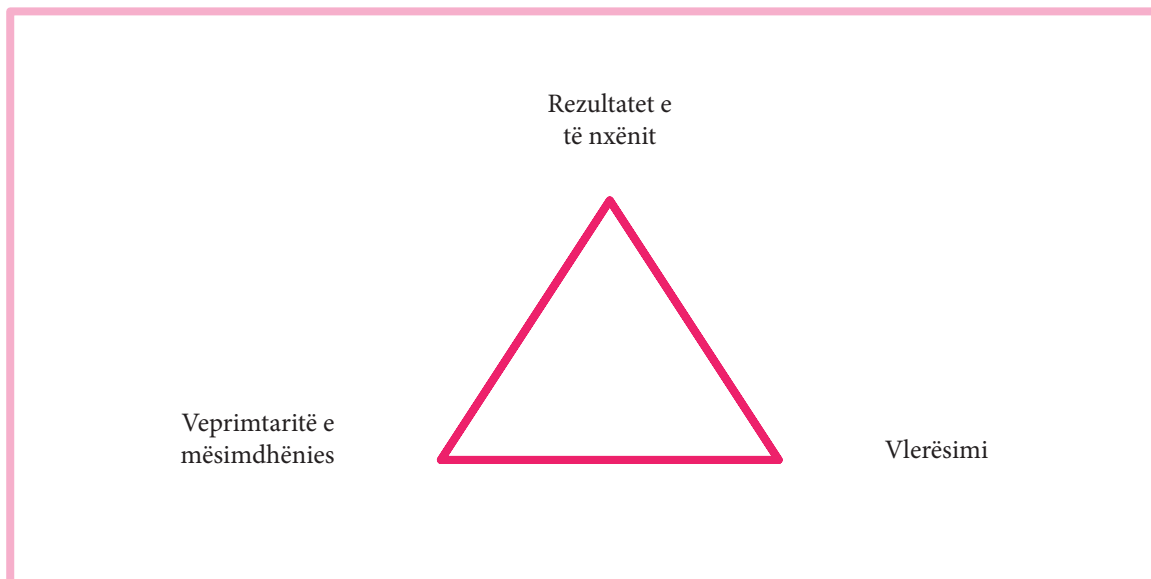 Rezultatet e
të nxënit
Veprimtaritë e
mësimdhënies
Vlerësimi